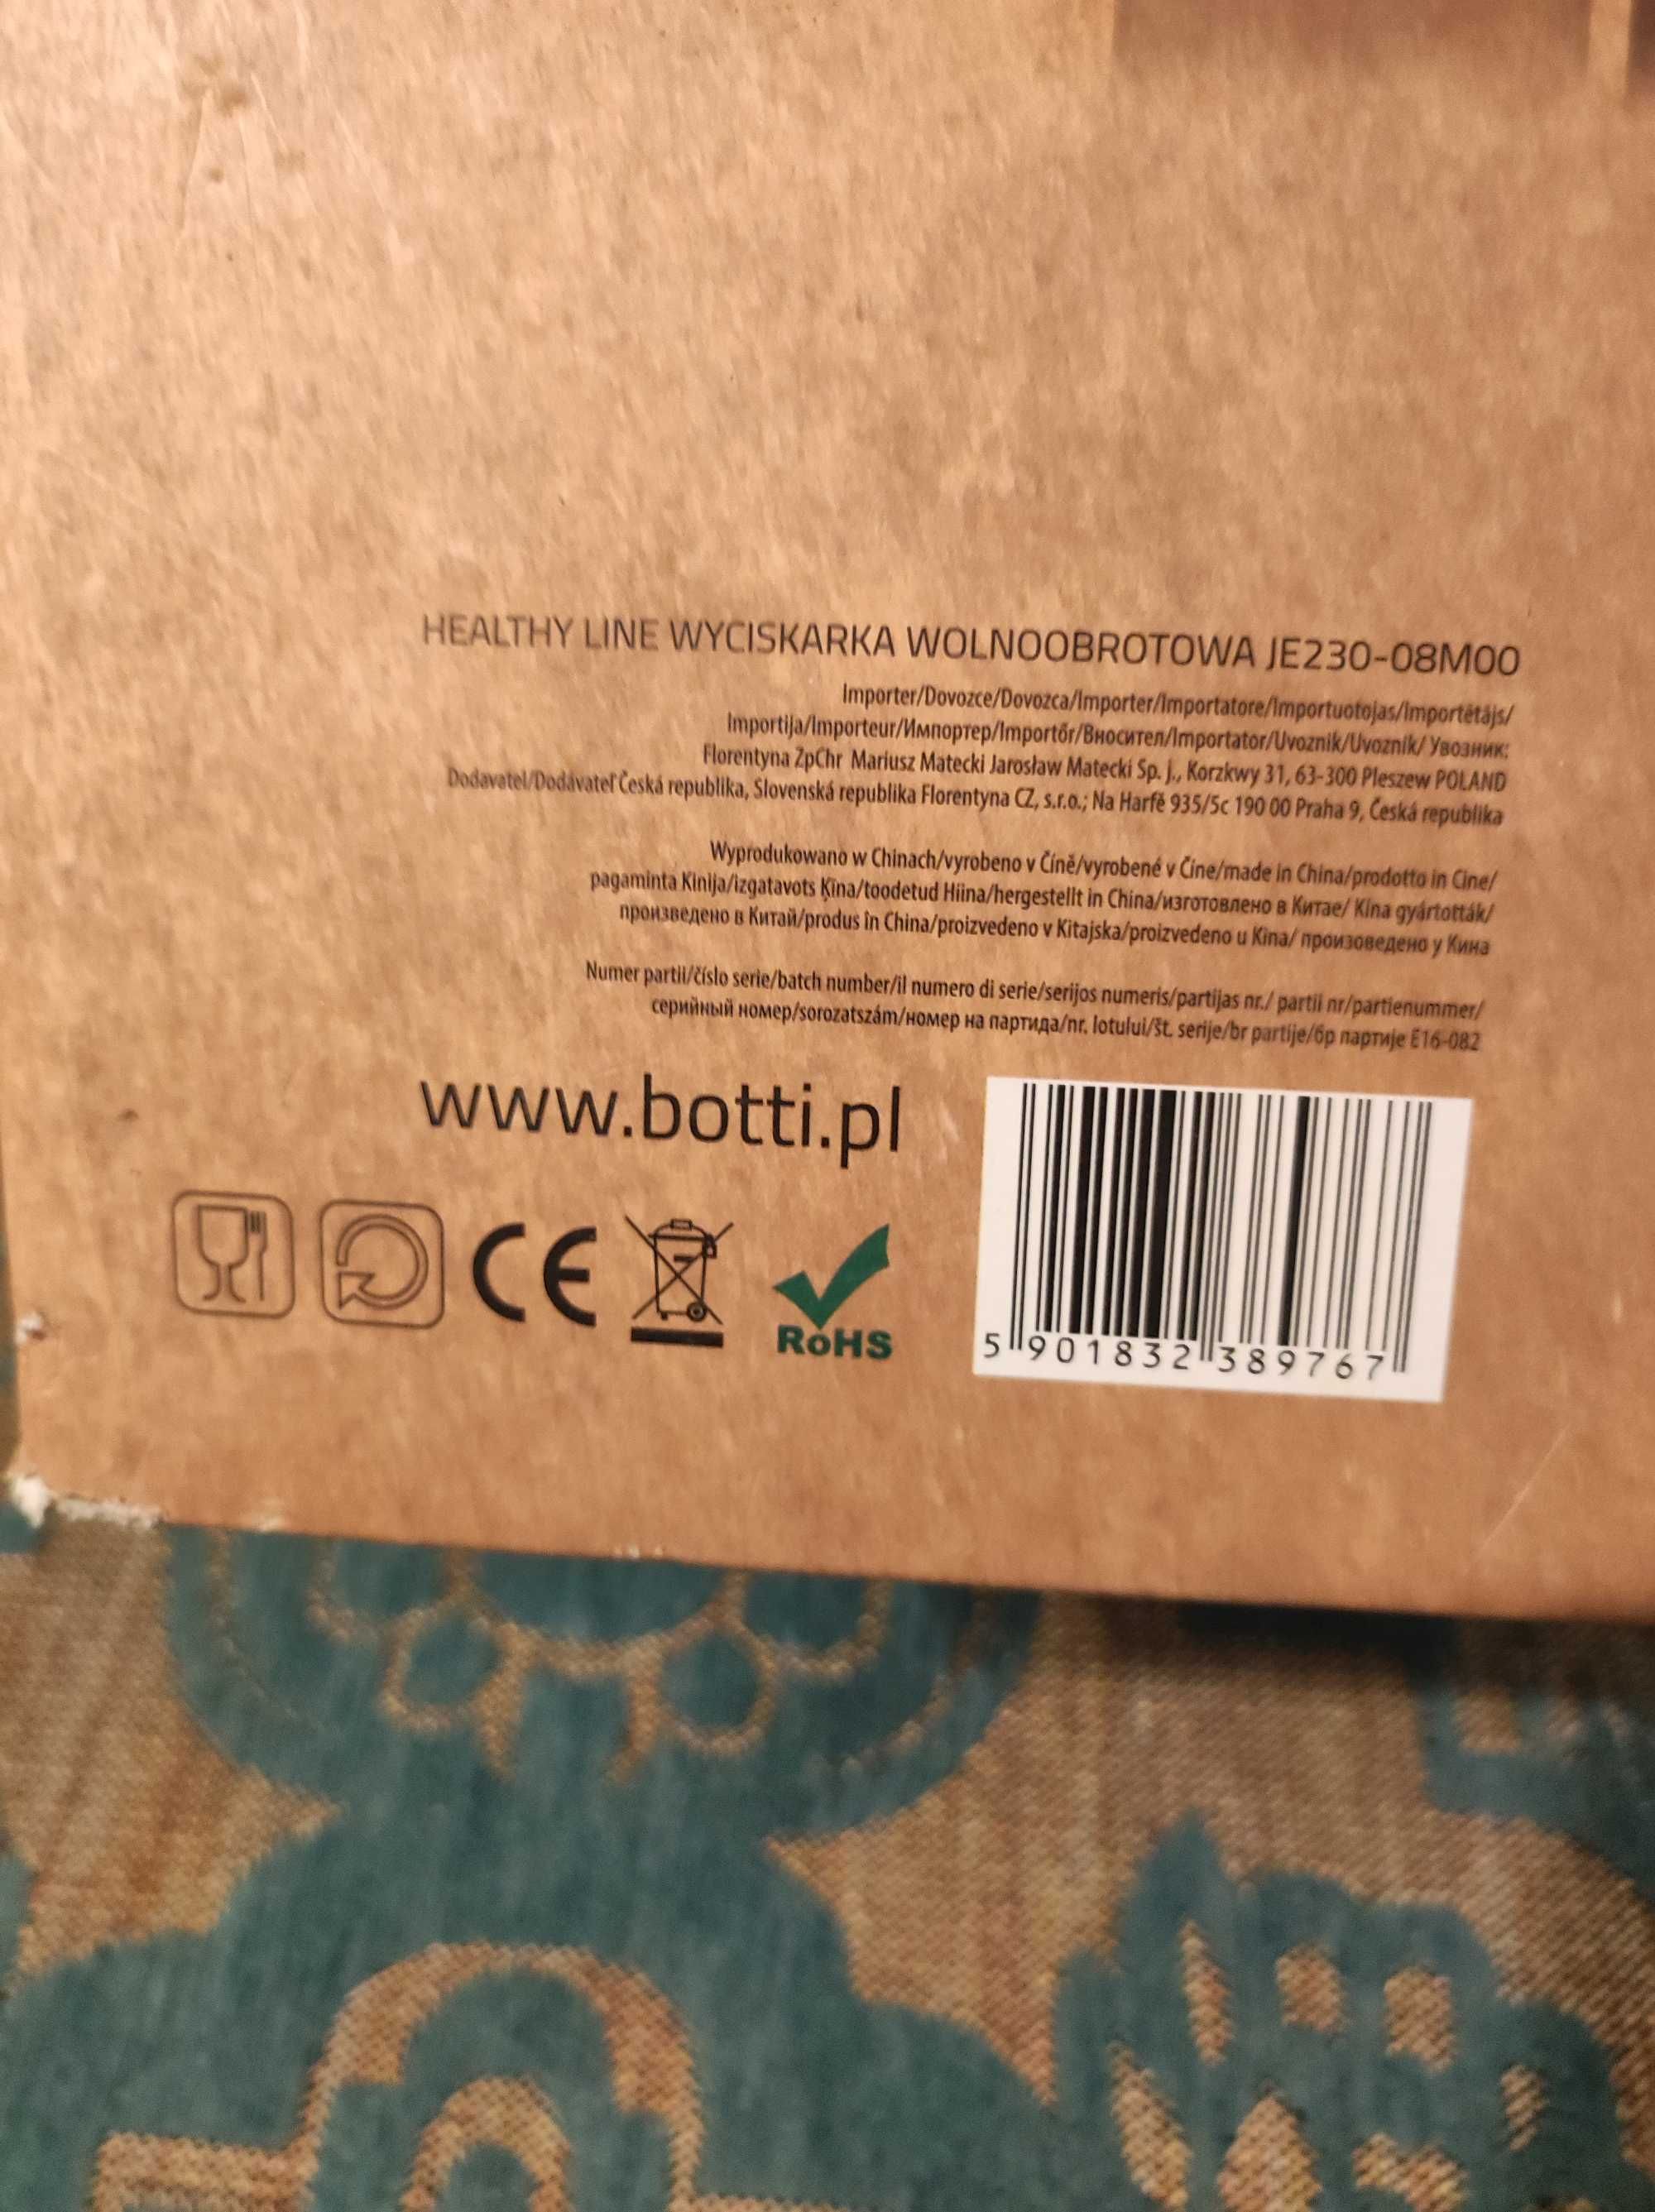 HEALTHY LINE WYCISKARKA WOLNOOBROTOWA JE230-08M00
Importer/Dovozce/Dovozca/Importer/Importatore/Importuotojas/Importētājs/
Importija/Importeur/Импортер/Importőr/Вносител/Importator/Uvoznik/Uvoznik/ Увозник:
Florentyna ZpChr Mariusz Matecki Jarosław Matecki Sp. j., Korzkwy 31, 63-300 Pleszew POLAND
Dodavatel/Dodávateľ Česká republika, Slovenská republika Florentyna CZ, s.r.o.; Na Harfě 935/5c 190 00 Praha 9, Česká republika
Wyprodukowano w Chinach/vyrobeno v Číně/vyrobené v Číne/made in China/prodotto in Cine/
pagaminta Kinija/izgatavots Ķīna/toodetud Hiina/hergestellt in China/изготовлено в Китае/ Kína gyártották/
произведено в Китай/produs în China/proizvedeno v Kitajska/proizvedeno u Kina/ произоведено у Кина
Numer partii/číslo serie/batch number/il numero di serie/serijos numeris/partijas nr./ partii nr/partienummer/
серийный номер/sorozatszám/номер на партида/nr. lotului/št. serije/br partije/бр партије E16-082
www.botti.pl
CE
RoHS
5 901832 389767